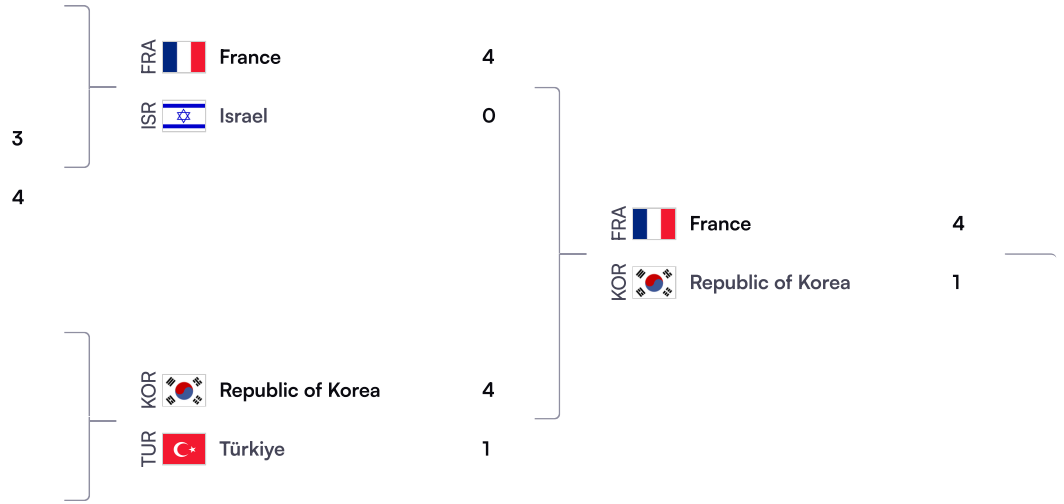 3
4
FRA France 4
ISR Israel 0
KOR Republic of Korea 4
TUR Türkiye 1
FRA France 4
KOR Republic of Korea 1